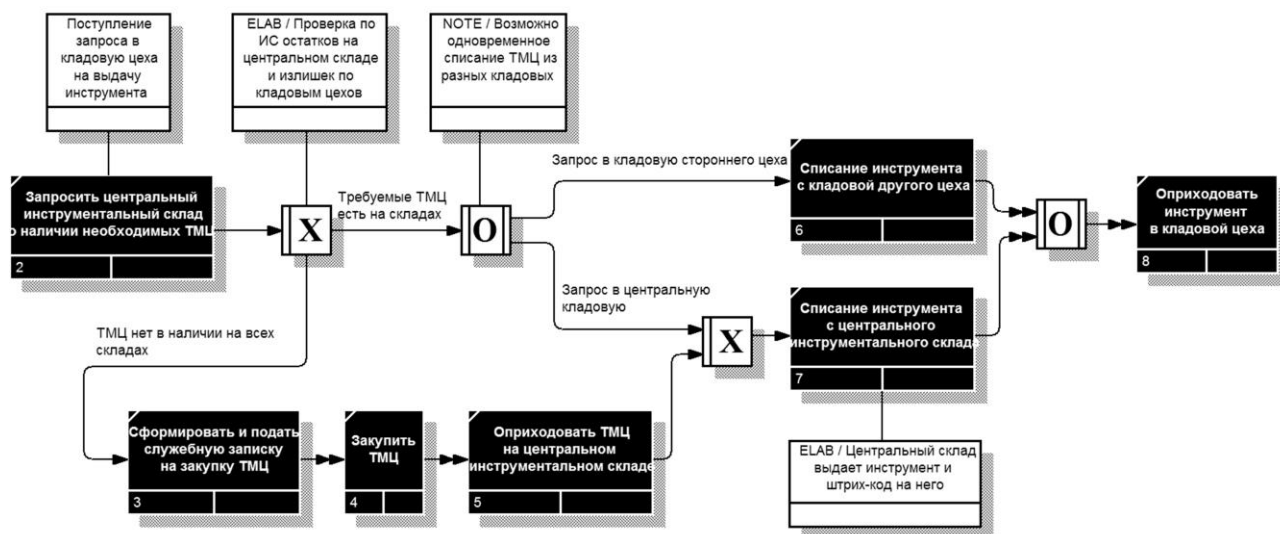 Поступление
запроса в
кладовую цеха
на выдачу
инструмента
ELAB / Проверка по
ИС остатков на
центральном складе
и излишек по
кладовым цехов
NOTE / Возможно
одновременное
списание ТМЦ из
разных кладовых
Запросить центральный
инструментальный склад
о наличии необходимых ТМЦ
2
X
Требуемые ТМЦ
есть на складах
O
Запрос в кладовую стороннего цеха
Списание инструмента
с кладовой другого цеха
6
O
Оприходовать
инструмент
в кладовой цеха
8
Запрос в центральную
кладовую
X
Списание инструмента
с центрального
инструментального склада
7
ТМЦ нет в наличии на всех
складах
Сформировать и подать
служебную записку
на закупку ТМЦ
3
Закупить
ТМЦ
4
Оприходовать ТМЦ
на центральном
инструментальном складе
5
ELAB / Центральный склад
выдает инструмент и
штрих-код на него